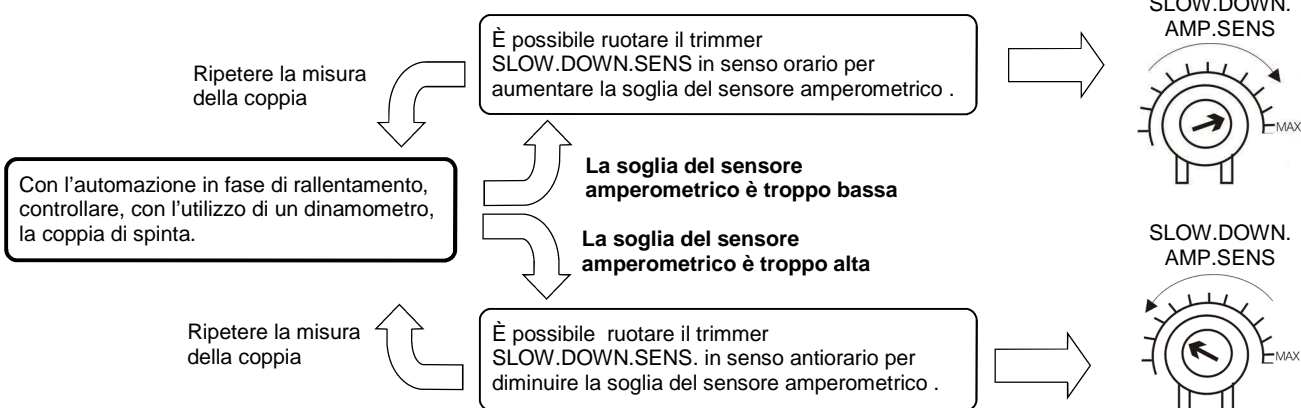 SLOW.DOWN.
AMP.SENS
MAX
È possibile ruotare il trimmer
SLOW.DOWN.SENS in senso orario per
aumentare la soglia del sensore amperometrico .
Ripetere la misura
della coppia
Con l’automazione in fase di rallentamento,
controllare, con l’utilizzo di un dinamometro,
la coppia di spinta.
La soglia del sensore
amperometrico è troppo bassa
La soglia del sensore
amperometrico è troppo alta
Ripetere la misura
della coppia
È possibile  ruotare il trimmer
SLOW.DOWN.SENS. in senso antiorario per
diminuire la soglia del sensore amperometrico .
SLOW.DOWN.
AMP.SENS
MAX